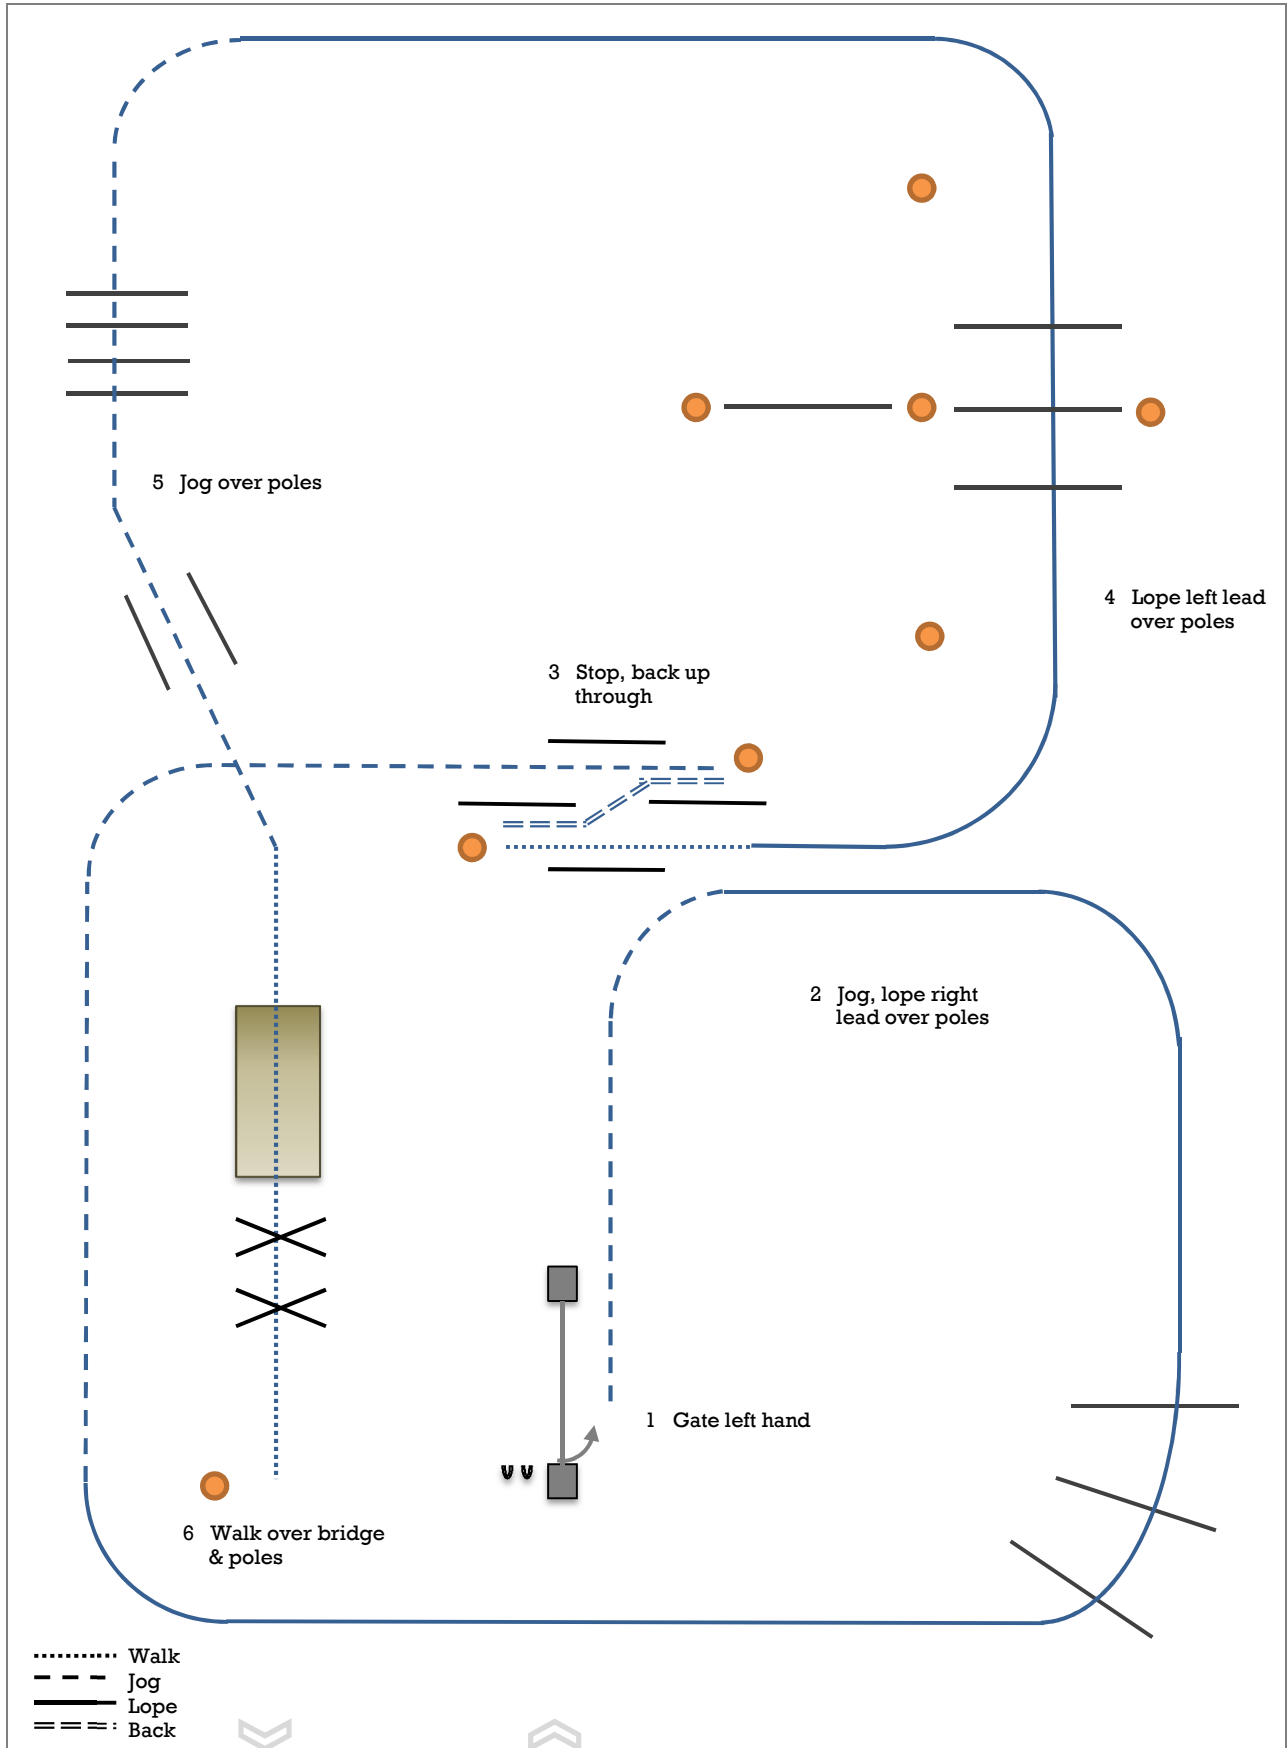 5 Jog over poles
4 Lope left lead
over poles
3 Stop, back up
through
2 Jog, lope right
lead over poles
1 Gate left hand
6 Walk over bridge
& poles
Walk
Jog
Lope
Back